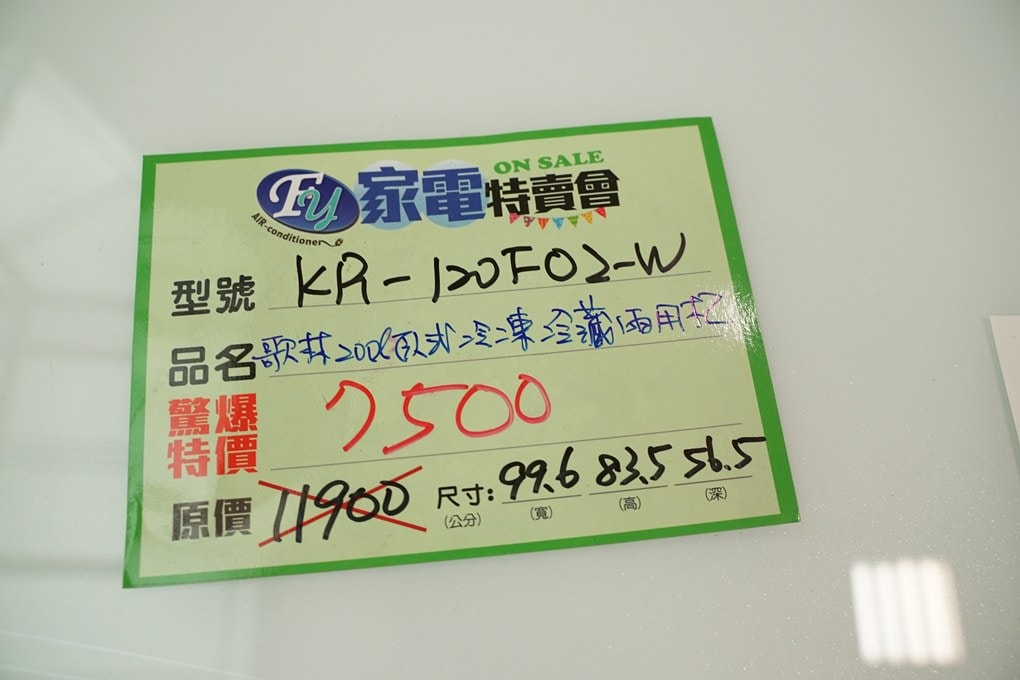 Fy 家電特賣會 ON SALE
AIR-conditioner
型號 KR-120F02-W
品名 歌林200l臥式冷凍冷藏兩用柜
驚爆特價 7500
原價 11900 尺寸: 99.6 83.5 56.5
(公分) (寬) (高) (深)